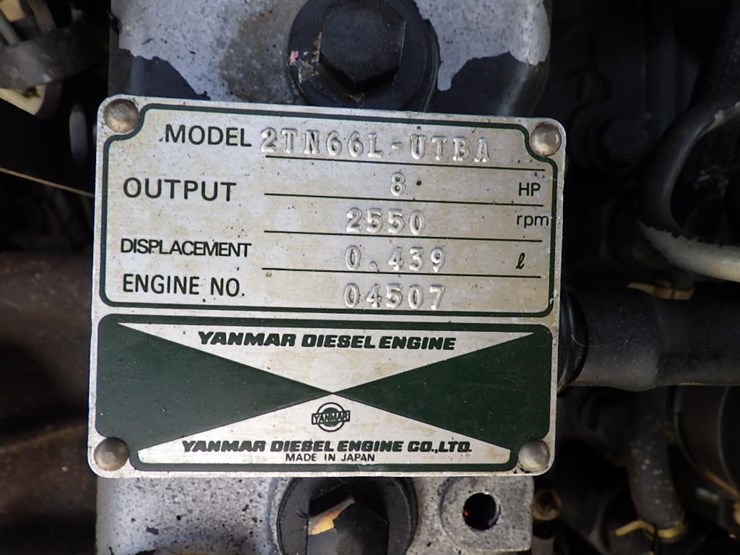 MODEL 2TN66L-UTBA
OUTPUT 8 HP
2550 rpm
DISPLACEMENT 0.439 ℓ
ENGINE NO. 04507
YANMAR DIESEL ENGINE
YANMAR
YANMAR DIESEL ENGINE CO.,LTD.
MADE IN JAPAN